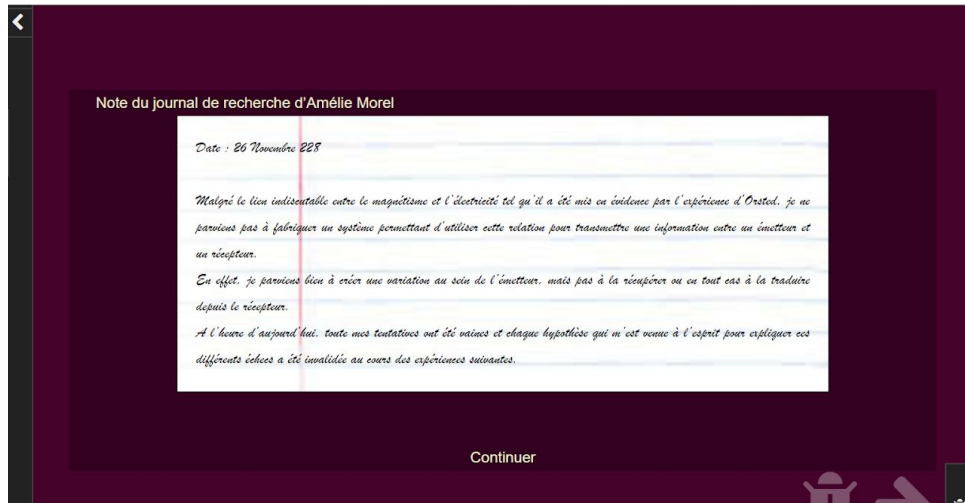 Note du journal de recherche d'Amélie Morel
Date : 26 Novembre 228
Malgré le lien indiscutable entre le magnétisme et l'électricité tel qu'il a été mis en évidence par l'expérience d'Orsted, je ne
parviens pas à fabriquer un système permettant d'utiliser cette relation pour transmettre une information entre un émetteur et
un récepteur.
En effet, je parviens bien à créer une variation au sein de l'émetteur, mais pas à la récupérer ou en tout cas à la traduire
depuis le récepteur.
A l'heure d'aujourd'hui, toute mes tentatives ont été vaines et chaque hypothèse qui m'est venue à l'esprit pour expliquer ces
différents échecs a été invalidée au cours des expériences suivantes.
Continuer